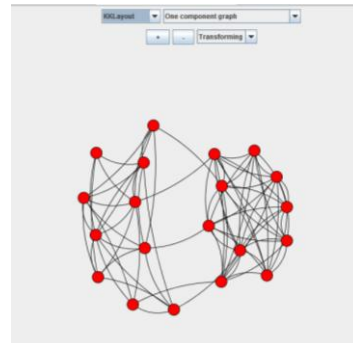 KKLayout One component graph
+ - Transforming